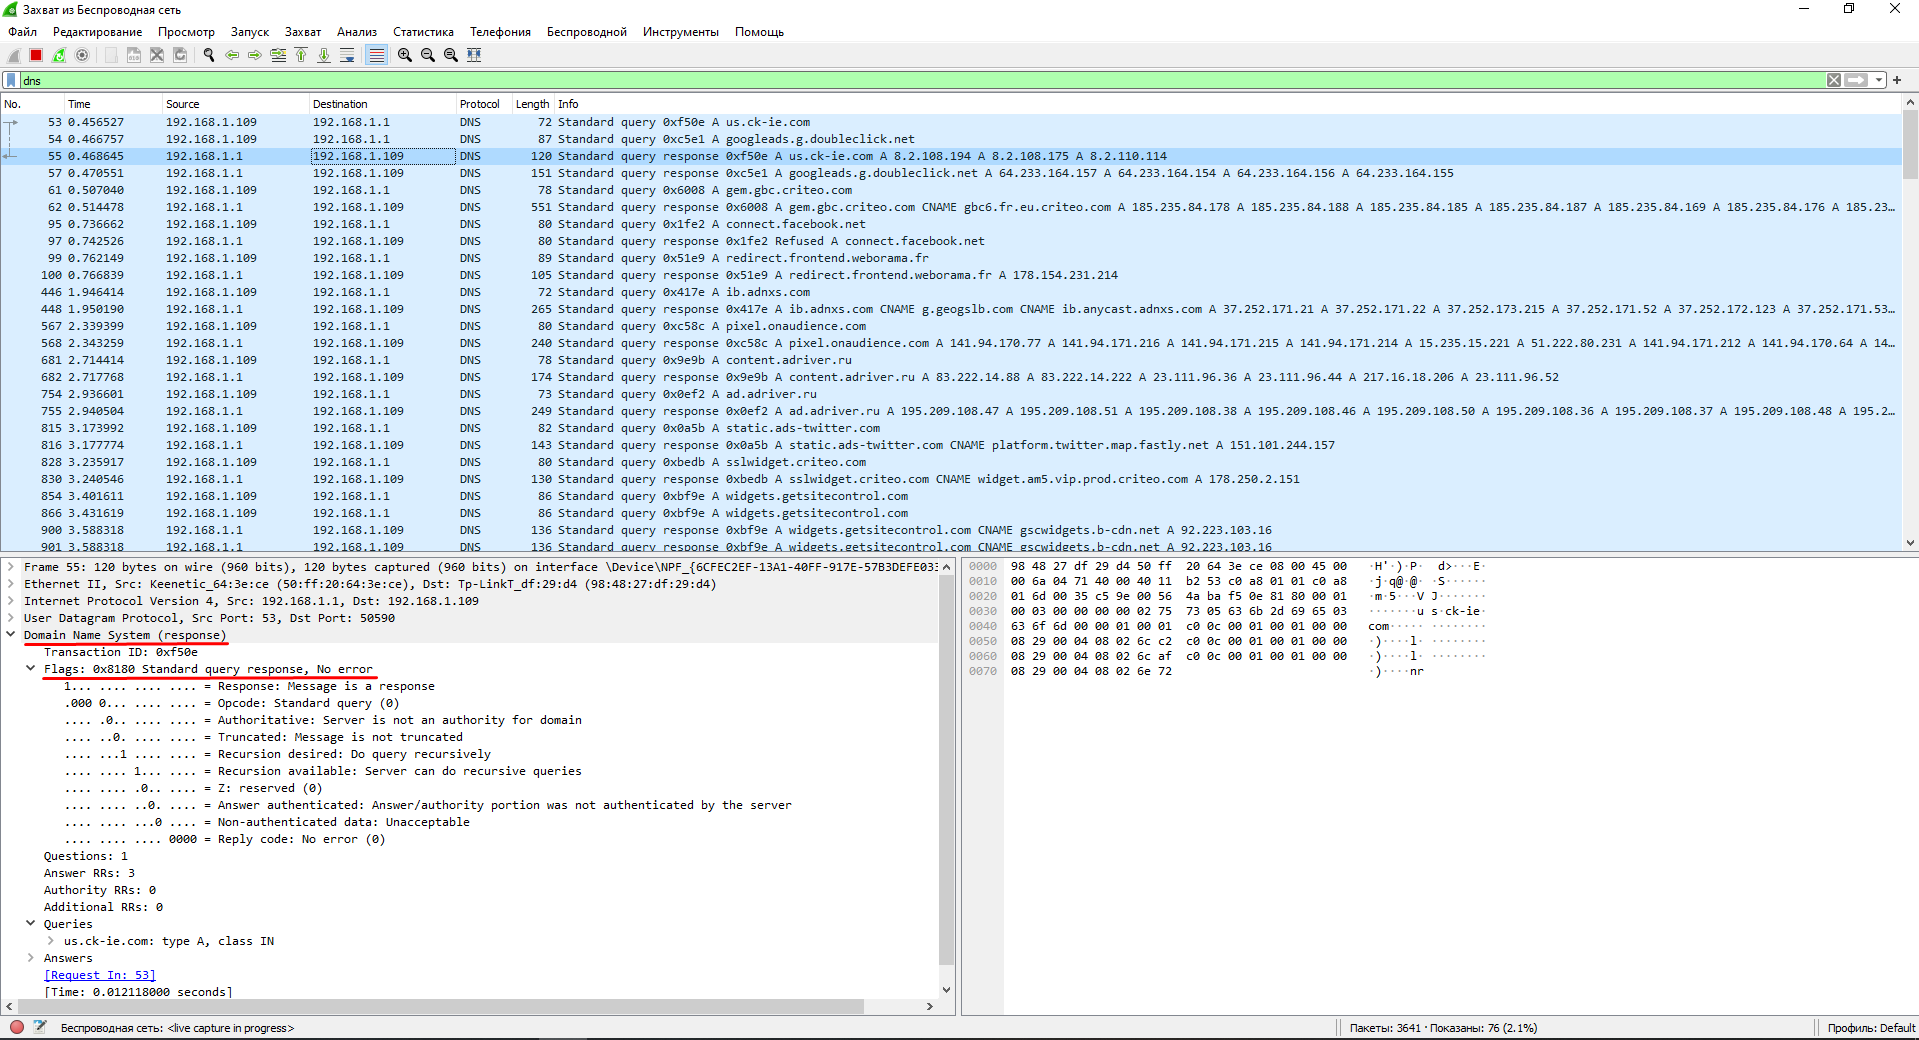 Захват из Беспроводная сеть
Файл Редактирование Просмотр Запуск Захват Анализ Статистика Телефония Беспроводной Инструменты Помощь
dns
No. Time Source Destination Protocol Length Info
53 0.456527 192.168.1.109 192.168.1.1 DNS 72 Standard query 0xf50e A us.ck-ie.com
54 0.466757 192.168.1.109 192.168.1.1 DNS 87 Standard query 0xc5e1 A googleads.g.doubleclick.net
55 0.468645 192.168.1.1 192.168.1.109 DNS 120 Standard query response 0xf50e A us.ck-ie.com A 8.2.108.194 A 8.2.108.175 A 8.2.110.114
57 0.470551 192.168.1.1 192.168.1.109 DNS 151 Standard query response 0xc5e1 A googleads.g.doubleclick.net A 64.233.164.157 A 64.233.164.154 A 64.233.164.156 A 64.233.164.155
61 0.507040 192.168.1.109 192.168.1.1 DNS 78 Standard query 0x6008 A gem.gbc.criteo.com
62 0.514478 192.168.1.1 192.168.1.109 DNS 551 Standard query response 0x6008 A gem.gbc.criteo.com CNAME gbc6.fr.eu.criteo.com A 185.235.84.178 A 185.235.84.188 A 185.235.84.185 A 185.235.84.187 A 185.235.84.169 A 185.235.84.176 A 185.23…
95 0.736662 192.168.1.109 192.168.1.1 DNS 80 Standard query 0x1fe2 A connect.facebook.net
97 0.742526 192.168.1.1 192.168.1.109 DNS 80 Standard query response 0x1fe2 Refused A connect.facebook.net
99 0.762149 192.168.1.109 192.168.1.1 DNS 89 Standard query 0x51e9 A redirect.frontend.weborama.fr
100 0.766839 192.168.1.1 192.168.1.109 DNS 105 Standard query response 0x51e9 A redirect.frontend.weborama.fr A 178.154.231.214
446 1.946414 192.168.1.109 192.168.1.1 DNS 72 Standard query 0x417e A ib.adnxs.com
448 1.950190 192.168.1.1 192.168.1.109 DNS 265 Standard query response 0x417e A ib.adnxs.com CNAME g.geogslb.com CNAME ib.anycast.adnxs.com A 37.252.171.21 A 37.252.171.22 A 37.252.173.215 A 37.252.171.52 A 37.252.172.123 A 37.252.171.53…
567 2.339399 192.168.1.109 192.168.1.1 DNS 80 Standard query 0xc58c A pixel.onaudience.com
568 2.343259 192.168.1.1 192.168.1.109 DNS 240 Standard query response 0xc58c A pixel.onaudience.com A 141.94.170.77 A 141.94.171.216 A 141.94.171.215 A 141.94.171.214 A 15.235.15.221 A 51.222.80.231 A 141.94.171.212 A 141.94.170.64 A 14…
681 2.714414 192.168.1.109 192.168.1.1 DNS 78 Standard query 0x9e9b A content.adriver.ru
682 2.717768 192.168.1.1 192.168.1.109 DNS 174 Standard query response 0x9e9b A content.adriver.ru A 83.222.14.88 A 83.222.14.222 A 23.111.96.36 A 23.111.96.44 A 217.16.18.206 A 23.111.96.52
754 2.936601 192.168.1.109 192.168.1.1 DNS 73 Standard query 0x0ef2 A ad.adriver.ru
755 2.940504 192.168.1.1 192.168.1.109 DNS 249 Standard query response 0x0ef2 A ad.adriver.ru A 195.209.108.47 A 195.209.108.51 A 195.209.108.38 A 195.209.108.46 A 195.209.108.50 A 195.209.108.36 A 195.209.108.37 A 195.209.108.48 A 195.2…
815 3.173992 192.168.1.109 192.168.1.1 DNS 82 Standard query 0x0a5b A static.ads-twitter.com
816 3.177774 192.168.1.1 192.168.1.109 DNS 143 Standard query response 0x0a5b A static.ads-twitter.com CNAME platform.twitter.map.fastly.net A 151.101.244.157
828 3.235917 192.168.1.109 192.168.1.1 DNS 80 Standard query 0xbedb A sslwidget.criteo.com
830 3.240546 192.168.1.1 192.168.1.109 DNS 130 Standard query response 0xbedb A sslwidget.criteo.com CNAME widget.am5.vip.prod.criteo.com A 178.250.2.151
854 3.401611 192.168.1.109 192.168.1.1 DNS 86 Standard query 0xbf9e A widgets.getsitecontrol.com
866 3.431619 192.168.1.109 192.168.1.1 DNS 86 Standard query 0xbf9e A widgets.getsitecontrol.com
900 3.588318 192.168.1.1 192.168.1.109 DNS 136 Standard query response 0xbf9e A widgets.getsitecontrol.com CNAME gscwidgets.b-cdn.net A 92.223.103.16
901 3.588318 192.168.1.1 192.168.1.109 DNS 136 Standard query response 0xbf9e A widgets.getsitecontrol.com CNAME gscwidgets.b-cdn.net A 92.223.103.16
Frame 55: 120 bytes on wire (960 bits), 120 bytes captured (960 bits) on interface \Device\NPF_{6CFEC2EF-13A1-40FF-917E-57B3DEFE033
Ethernet II, Src: Keenetic_64:3e:ce (50:ff:20:64:3e:ce), Dst: Tp-LinkT_df:29:d4 (98:48:27:df:29:d4)
Internet Protocol Version 4, Src: 192.168.1.1, Dst: 192.168.1.109
User Datagram Protocol, Src Port: 53, Dst Port: 50590
Domain Name System (response)
Transaction ID: 0xf50e
Flags: 0x8180 Standard query response, No error
1... .... .... .... = Response: Message is a response
.000 0... .... .... = Opcode: Standard query (0)
.... .0.. .... .... = Authoritative: Server is not an authority for domain
.... ..0. .... .... = Truncated: Message is not truncated
.... ...1 .... .... = Recursion desired: Do query recursively
.... .... 1... .... = Recursion available: Server can do recursive queries
.... .... .0.. .... = Z: reserved (0)
.... .... ..0. .... = Answer authenticated: Answer/authority portion was not authenticated by the server
.... .... ...0 .... = Non-authenticated data: Unacceptable
.... .... .... 0000 = Reply code: No error (0)
Questions: 1
Answer RRs: 3
Authority RRs: 0
Additional RRs: 0
Queries
us.ck-ie.com: type A, class IN
Answers
[Request In: 53]
[Time: 0.012118000 seconds]
0000 98 48 27 df 29 d4 50 ff 20 64 3e ce 08 00 45 00 ·H'·)·P· d>···E·
0010 00 6a 04 71 40 00 40 11 b2 53 c0 a8 01 01 c0 a8 ·j·q@·@· ·S······
0020 01 6d 00 35 c5 9e 00 56 4a ba f5 0e 81 80 00 01 ·m·5···V J·······
0030 00 03 00 00 00 00 02 75 73 05 63 6b 2d 69 65 03 ·······u s·ck-ie·
0040 63 6f 6d 00 00 01 00 01 c0 0c 00 01 00 01 00 00 com····· ········
0050 08 29 00 04 08 02 6c c2 c0 0c 00 01 00 01 00 00 ·)····l· ········
0060 08 29 00 04 08 02 6c af c0 0c 00 01 00 01 00 00 ·)····l· ········
0070 08 29 00 04 08 02 6e 72 ·)····nr
Беспроводная сеть: <live capture in progress> Пакеты: 3641 · Показаны: 76 (2.1%) Профиль: Default